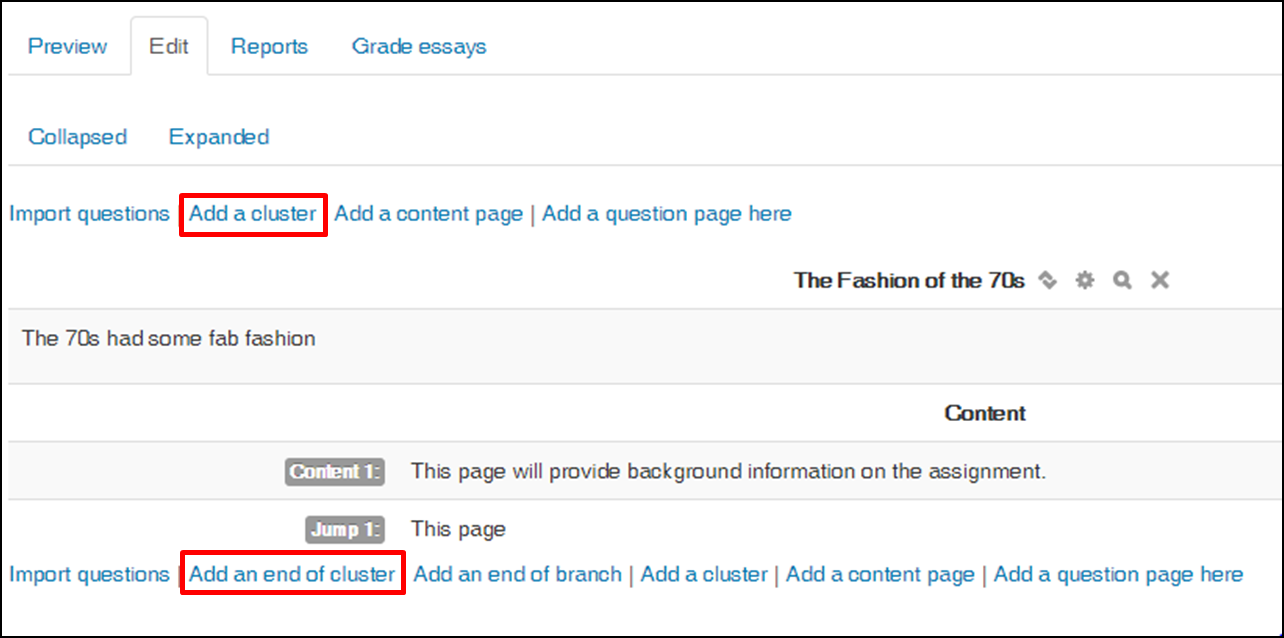 Preview Edit Reports Grade essays
Collapsed Expanded
Import questions | Add a cluster Add a content page | Add a question page here
The Fashion of the 70s
The 70s had some fab fashion
Content
Content 1: This page will provide background information on the assignment.
Jump 1: This page
Import questions | Add an end of cluster Add an end of branch | Add a cluster | Add a content page | Add a question page here